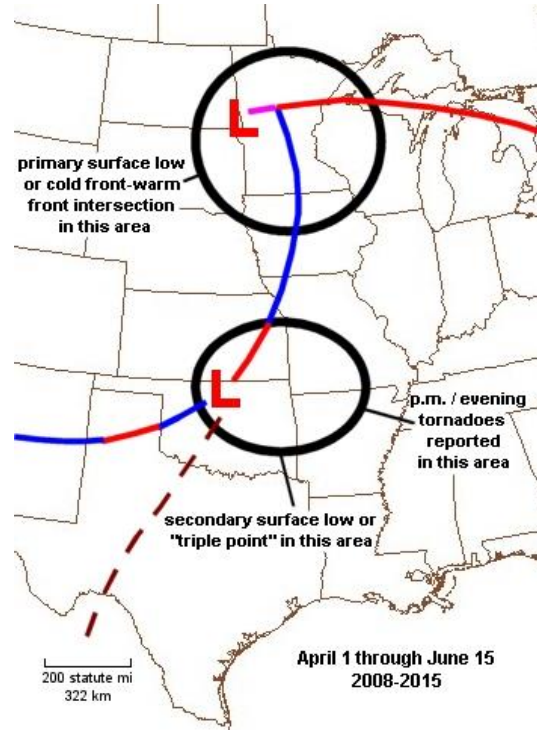 L
primary surface low
or cold front-warm
front intersection
in this area
L
p.m. / evening
tornadoes
reported
in this area
secondary surface low or
"triple point" in this area
April 1 through June 15
2008-2015
200 statute mi
322 km